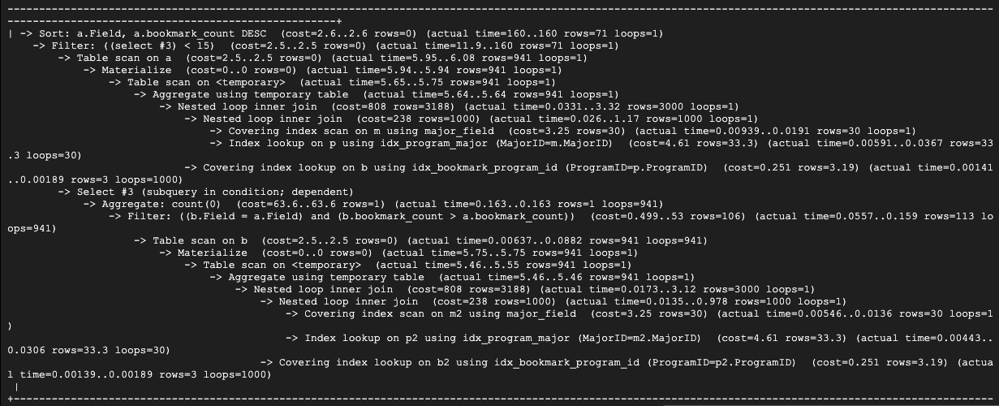 -----------------------------------------------------------------------------------------------------------------------------------------------------------
----------------------------------------------------+
| -> Sort: a.Field, a.bookmark_count DESC  (cost=2.6..2.6 rows=0) (actual time=160..160 rows=71 loops=1)
    -> Filter: ((select #3) < 15)  (cost=2.5..2.5 rows=0) (actual time=11.9..160 rows=71 loops=1)
        -> Table scan on a  (cost=2.5..2.5 rows=0) (actual time=5.95..6.08 rows=941 loops=1)
            -> Materialize  (cost=0..0 rows=0) (actual time=5.94..5.94 rows=941 loops=1)
                -> Table scan on <temporary>  (actual time=5.65..5.75 rows=941 loops=1)
                    -> Aggregate using temporary table  (actual time=5.64..5.64 rows=941 loops=1)
                        -> Nested loop inner join  (cost=808 rows=3188) (actual time=0.0331..3.32 rows=3000 loops=1)
                            -> Nested loop inner join  (cost=238 rows=1000) (actual time=0.026..1.17 rows=1000 loops=1)
                                -> Covering index scan on m using major_field  (cost=3.25 rows=30) (actual time=0.00939..0.0191 rows=30 loops=1)
                                -> Index lookup on p using idx_program_major (MajorID=m.MajorID)  (cost=4.61 rows=33.3) (actual time=0.00591..0.0367 rows=33
.3 loops=30)
                            -> Covering index lookup on b using idx_bookmark_program_id (ProgramID=p.ProgramID)  (cost=0.251 rows=3.19) (actual time=0.00141
..0.00189 rows=3 loops=1000)
        -> Select #3 (subquery in condition; dependent)
            -> Aggregate: count(0)  (cost=63.6..63.6 rows=1) (actual time=0.163..0.163 rows=1 loops=941)
                -> Filter: ((b.Field = a.Field) and (b.bookmark_count > a.bookmark_count))  (cost=0.499..53 rows=106) (actual time=0.0557..0.159 rows=113 lo
ops=941)
                    -> Table scan on b  (cost=2.5..2.5 rows=0) (actual time=0.00637..0.0882 rows=941 loops=941)
                        -> Materialize  (cost=0..0 rows=0) (actual time=5.75..5.75 rows=941 loops=1)
                            -> Table scan on <temporary>  (actual time=5.46..5.55 rows=941 loops=1)
                                -> Aggregate using temporary table  (actual time=5.46..5.46 rows=941 loops=1)
                                    -> Nested loop inner join  (cost=808 rows=3188) (actual time=0.0173..3.12 rows=3000 loops=1)
                                        -> Nested loop inner join  (cost=238 rows=1000) (actual time=0.0135..0.978 rows=1000 loops=1)
                                            -> Covering index scan on m2 using major_field  (cost=3.25 rows=30) (actual time=0.00546..0.0136 rows=30 loops=1
)
                                            -> Index lookup on p2 using idx_program_major (MajorID=m2.MajorID)  (cost=4.61 rows=33.3) (actual time=0.00443..
0.0306 rows=33.3 loops=30)
                                        -> Covering index lookup on b2 using idx_bookmark_program_id (ProgramID=p2.ProgramID)  (cost=0.251 rows=3.19) (actua
l time=0.00139..0.00189 rows=3 loops=1000)
 |
+----------------------------------------------------------------------------------------------------------------------------------------------------------